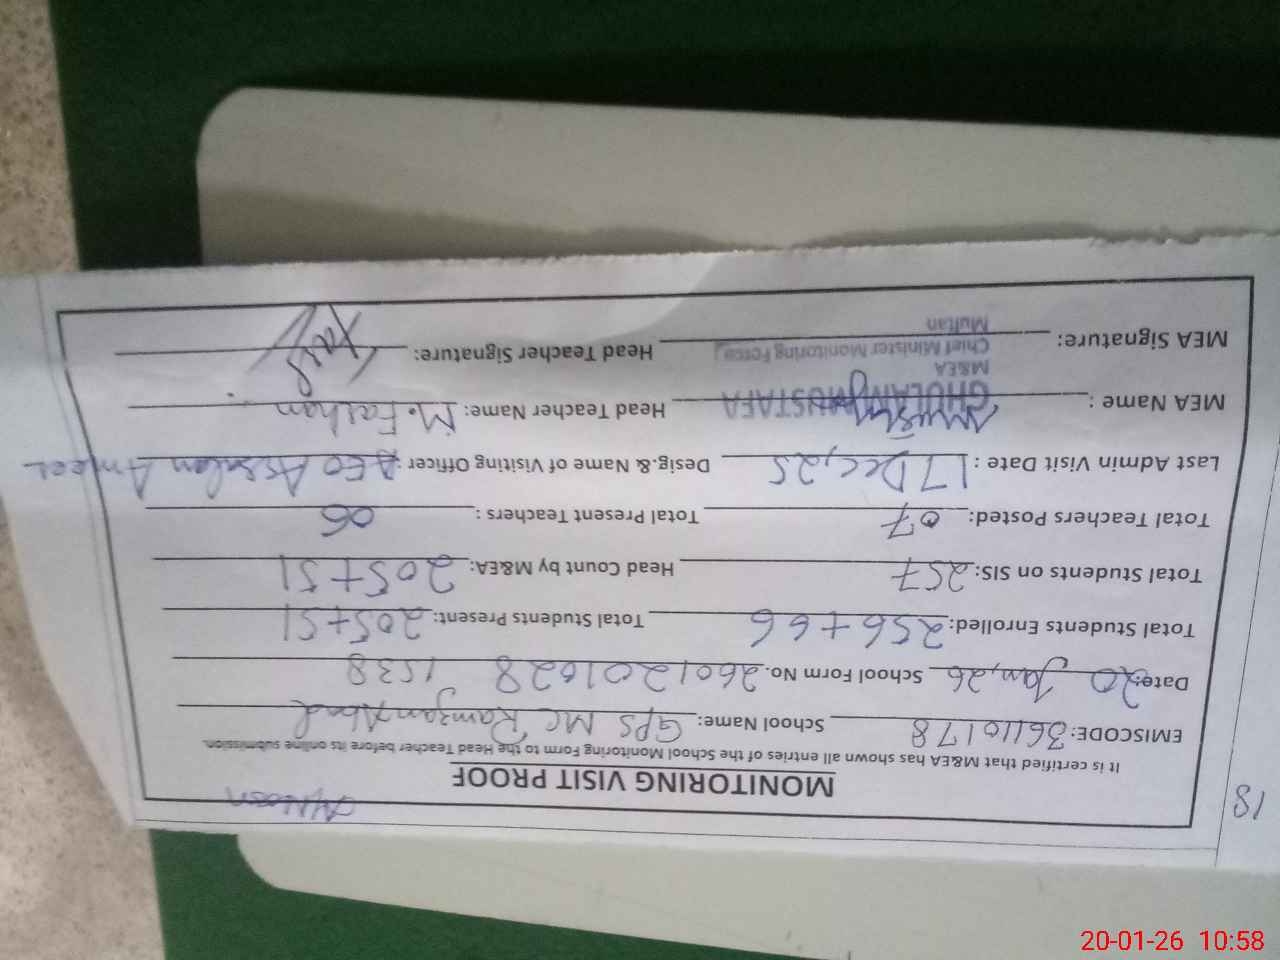 18
MONITORING VISIT PROOF
It is certified that M&EA has shown all entries of the School Monitoring Form to the Head Teacher before its online submission.
EMISCODE: 36110178 School Name: GPS MC Ramzan Abad
Date: 20 Jan, 26 School Form No. 2601201028 1538
Total Students Enrolled: 256+66 Total Students Present: 205+51
Total Students on SIS: 257 Head Count by M&EA: 205+51
Total Teachers Posted: 07 Total Present Teachers : 06
Last Admin Visit Date : 17 Dec, 25 Desig.& Name of Visiting Officer : AEO Arsalan Ameer
MEA Name : GHULAM MUSTAFA Head Teacher Name: M. Farhan
M&EA
Chief Minister Monitoring Force
MEA Signature: Head Teacher Signature:
Multan
20-01-26 10:58